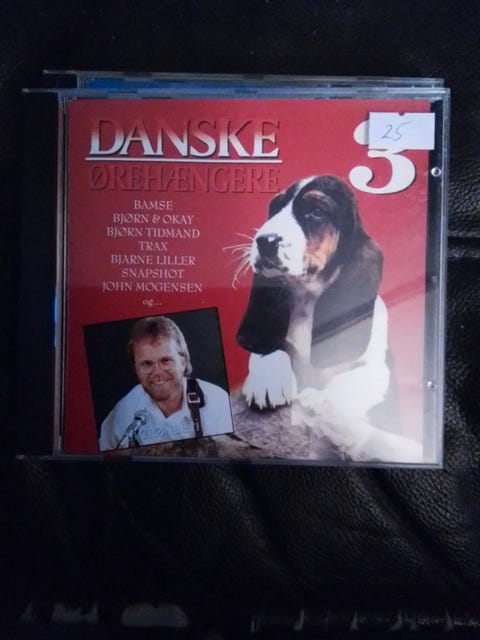 DANSKE
3
25
ØREHÆNGERE
BAMSE
BJØRN & OKAY
BJØRN TIDMAND
TRAX
BJARNE LILLER
SNAPSHOT
JOHN MOGENSEN
og...